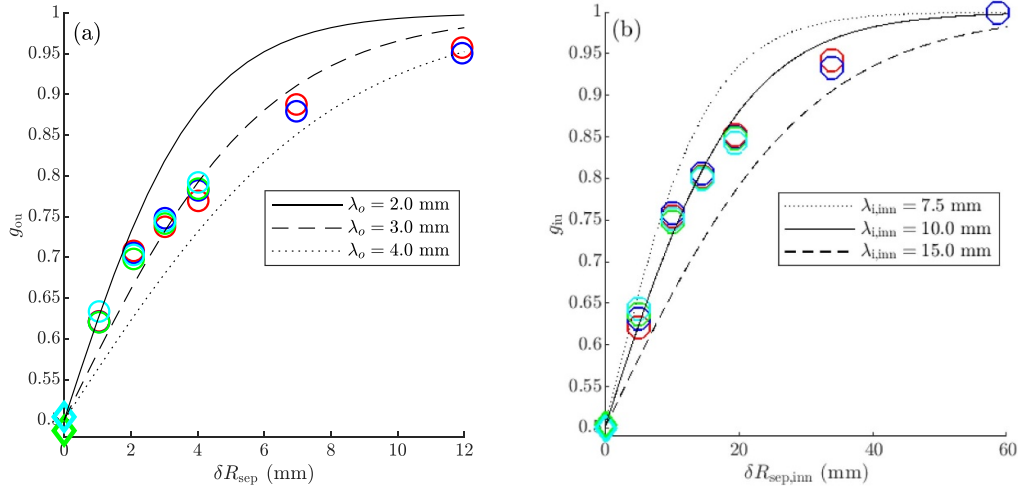 (a)
1
0.95
0.9
0.85
0.8
0.75
0.7
0.65
0.6
0.55
0.5
g_ou
0 2 4 6 8 10 12
δR_sep (mm)
λ_o = 2.0 mm
λ_o = 3.0 mm
λ_o = 4.0 mm
(b)
1
0.95
0.9
0.85
0.8
0.75
0.7
0.65
0.6
0.55
0.5
g_iu
0 20 40 60
δR_sep,inn (mm)
λ_i,inn = 7.5 mm
λ_i,inn = 10.0 mm
λ_i,inn = 15.0 mm